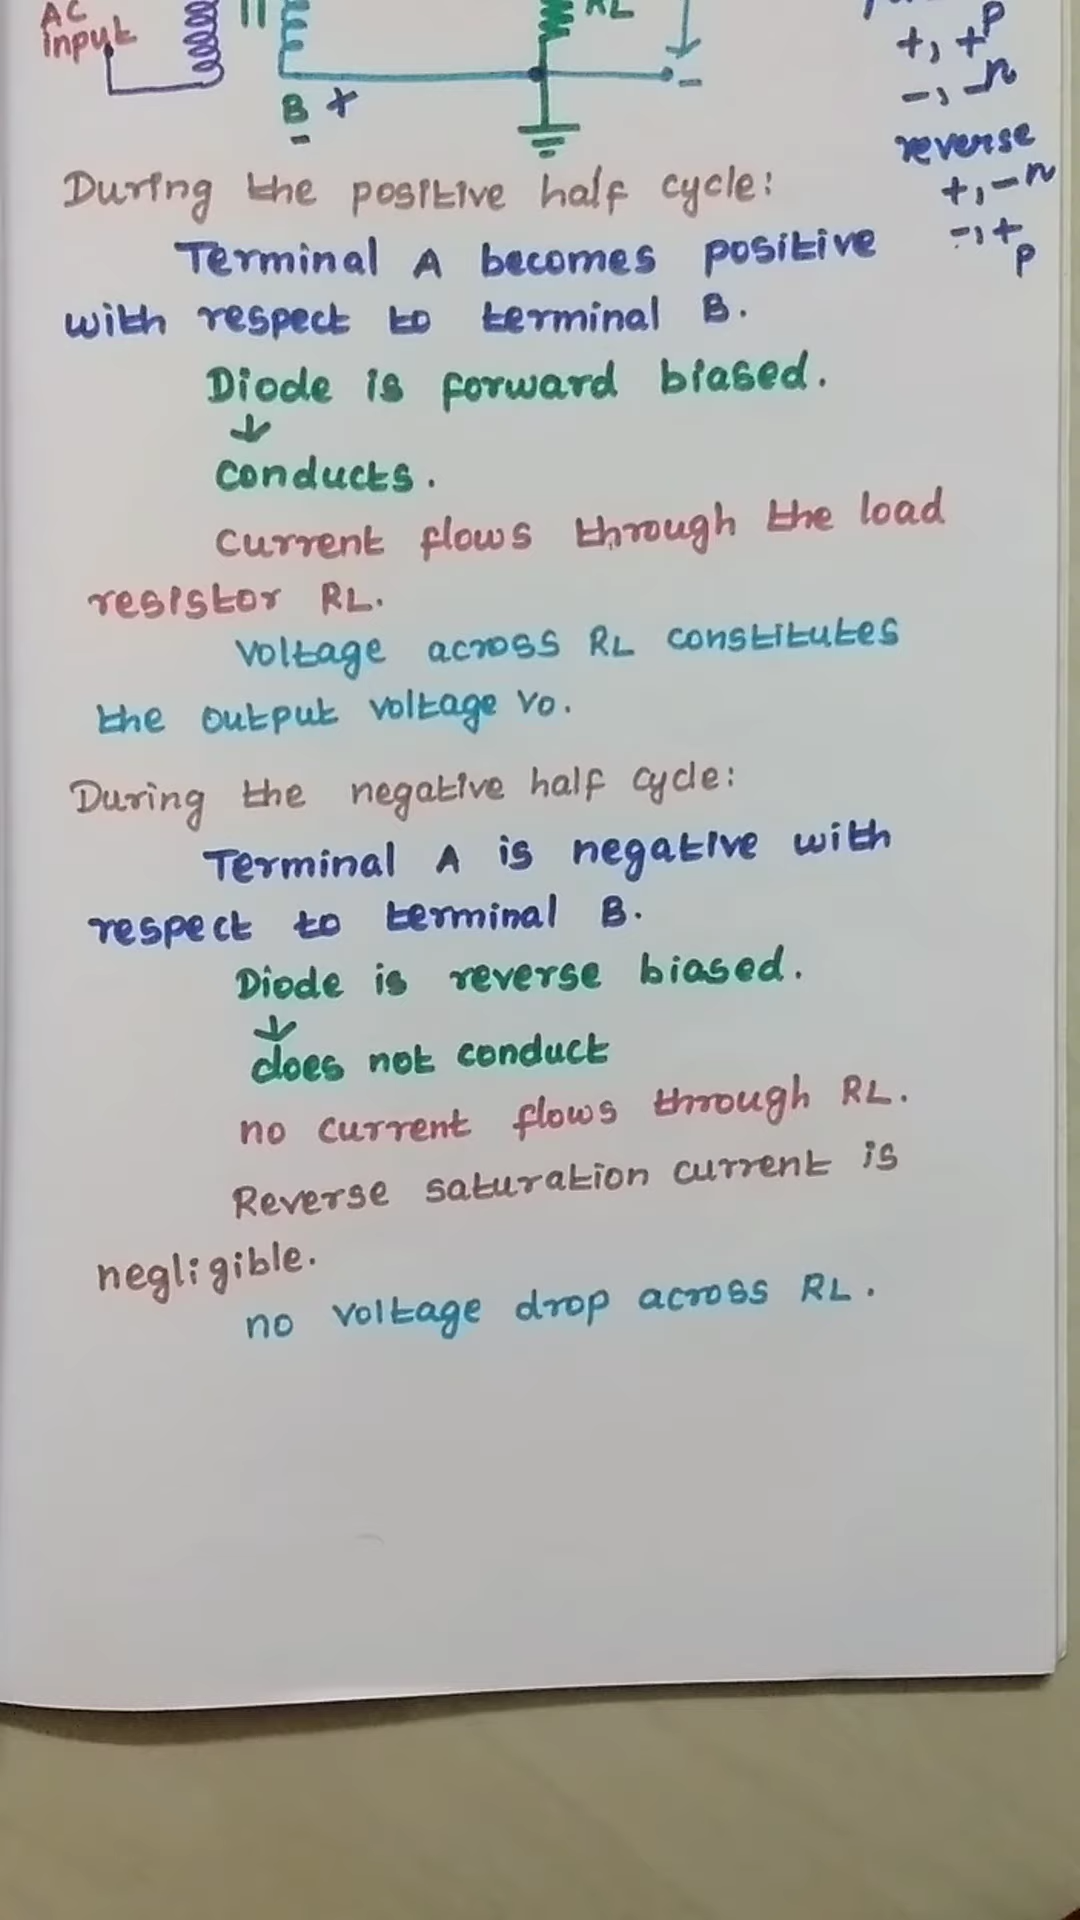 AC
input
RL
-
B +
-
+, +p
-, -n
reverse
+, -n
-, +p
During the positive half cycle:
Terminal A becomes positive
with respect to terminal B.
Diode is forward biased.
↓
conducts.
Current flows through the load
resistor RL.
Voltage across RL constitutes
the output voltage Vo.
During the negative half cycle:
Terminal A is negative with
respect to terminal B.
Diode is reverse biased.
↓
does not conduct
no current flows through RL.
Reverse saturation current is
negligible.
no voltage drop across RL.